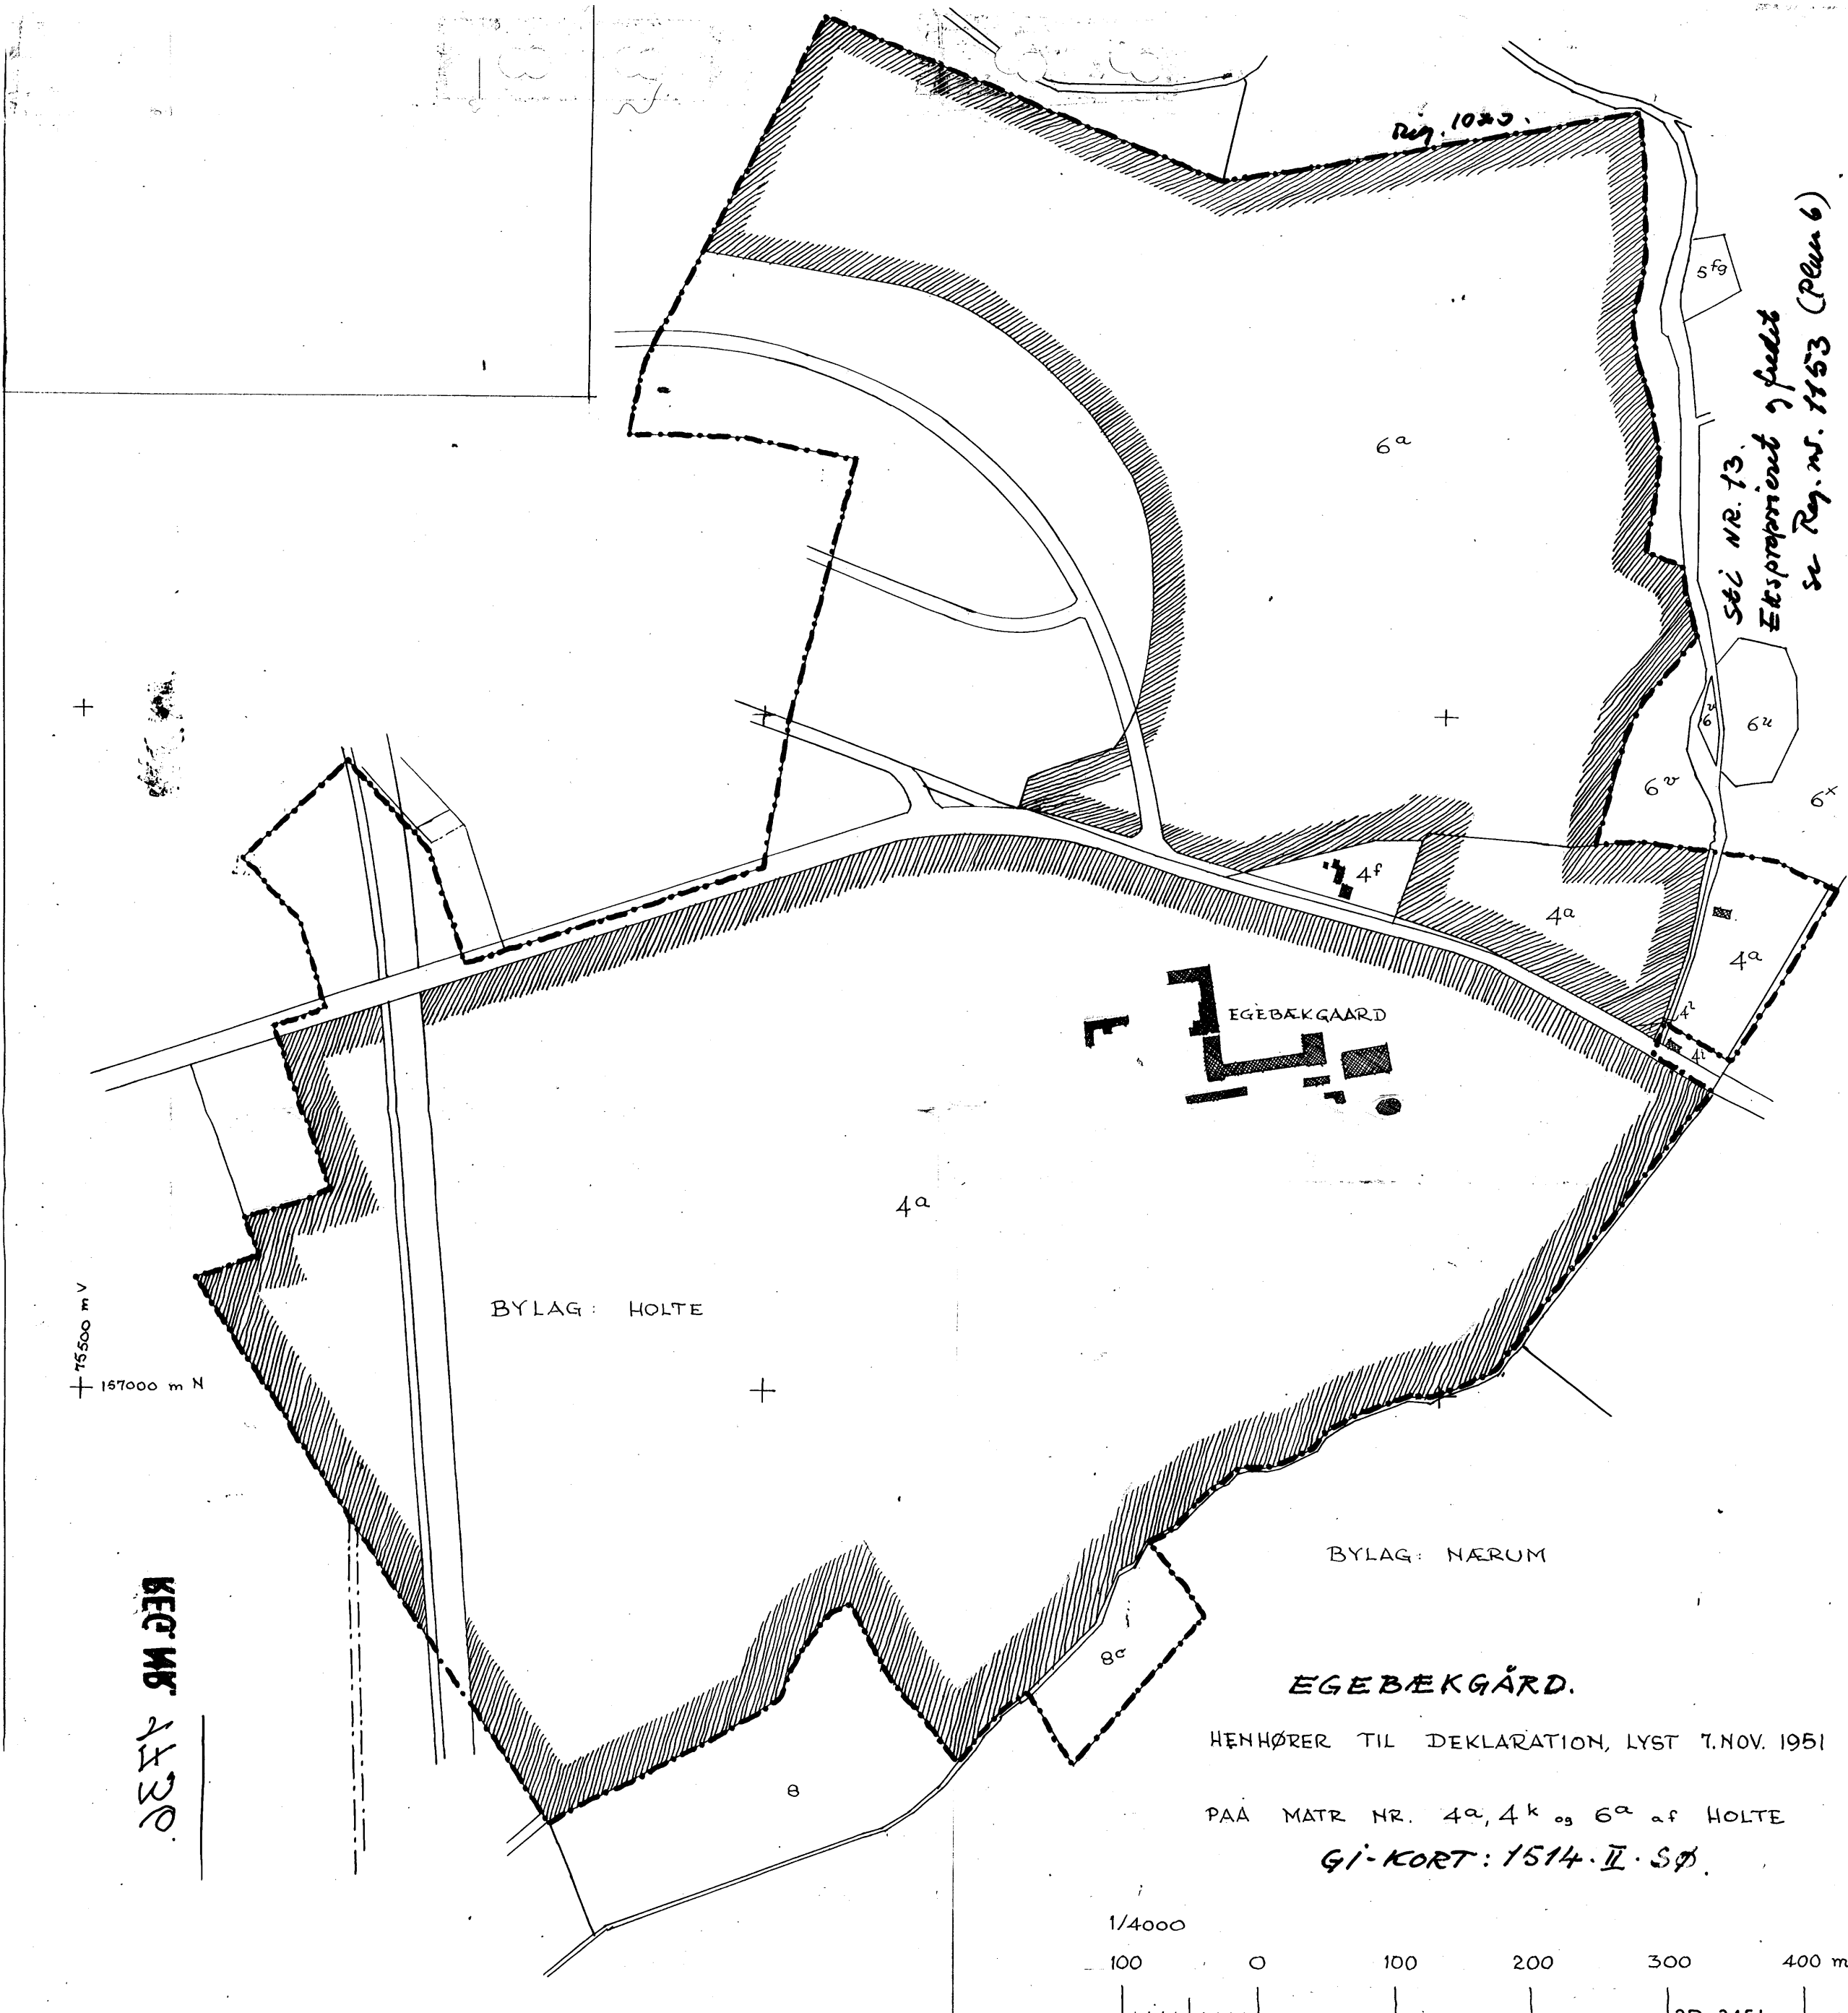 5fg
6a
Sti NR. 13.
Eksproprieret og fredet
se Reg. nr. 1153 (Plan 6)
6v
6u
6v
6x
4f
4a
4a
EGEBÆKGAARD
4l
4i
4a
BYLAG: HOLTE
75500 m V
157000 m N
BYLAG: NÆRUM
REG. NR.
8c
8
EGEBÆKGÅRD.
HENHØRER TIL DEKLARATION, LYST 7. NOV. 1951
PAA MATR NR. 4a, 4k og 6a af HOLTE
GI-KORT: 1514. II. SØ.
1/4000
100 0 100 200 300 400 m